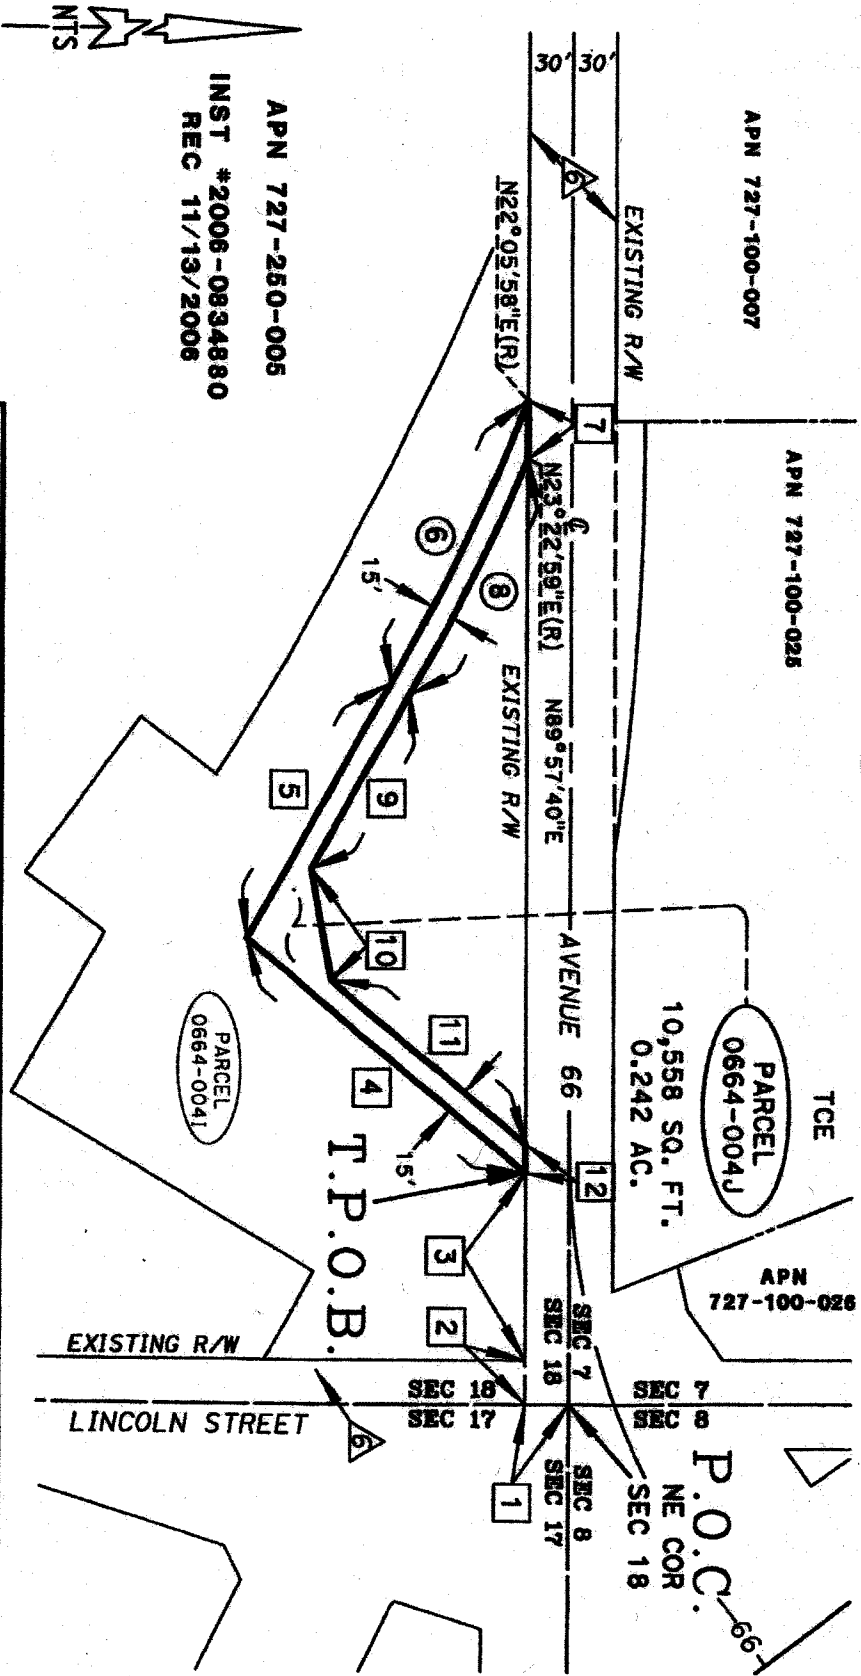 NTS
APN 727-100-007
30' 30'
6
EXISTING R/W
N22°05'58"E(R)
APN 727-250-005
INST #2006-0834880
REC 11/13/2006
APN 727-100-025
7
N23°22'59"E(R)
℄
N89°57'40"E
EXISTING R/W
6
8
15'
5
9
10
AVENUE 66
TCE
PARCEL
0664-004J
10,558 SQ. FT.
0.242 AC.
11
4
15'
PARCEL
0664-004I
12
T.P.O.B.
3
2
APN
727-100-026
SEC 7
SEC 18
EXISTING R/W
SEC 18
SEC 7
LINCOLN STREET
SEC 17
SEC 8
6
1
SEC 8
SEC 17
P.O.C.
NE COR
SEC 18
66